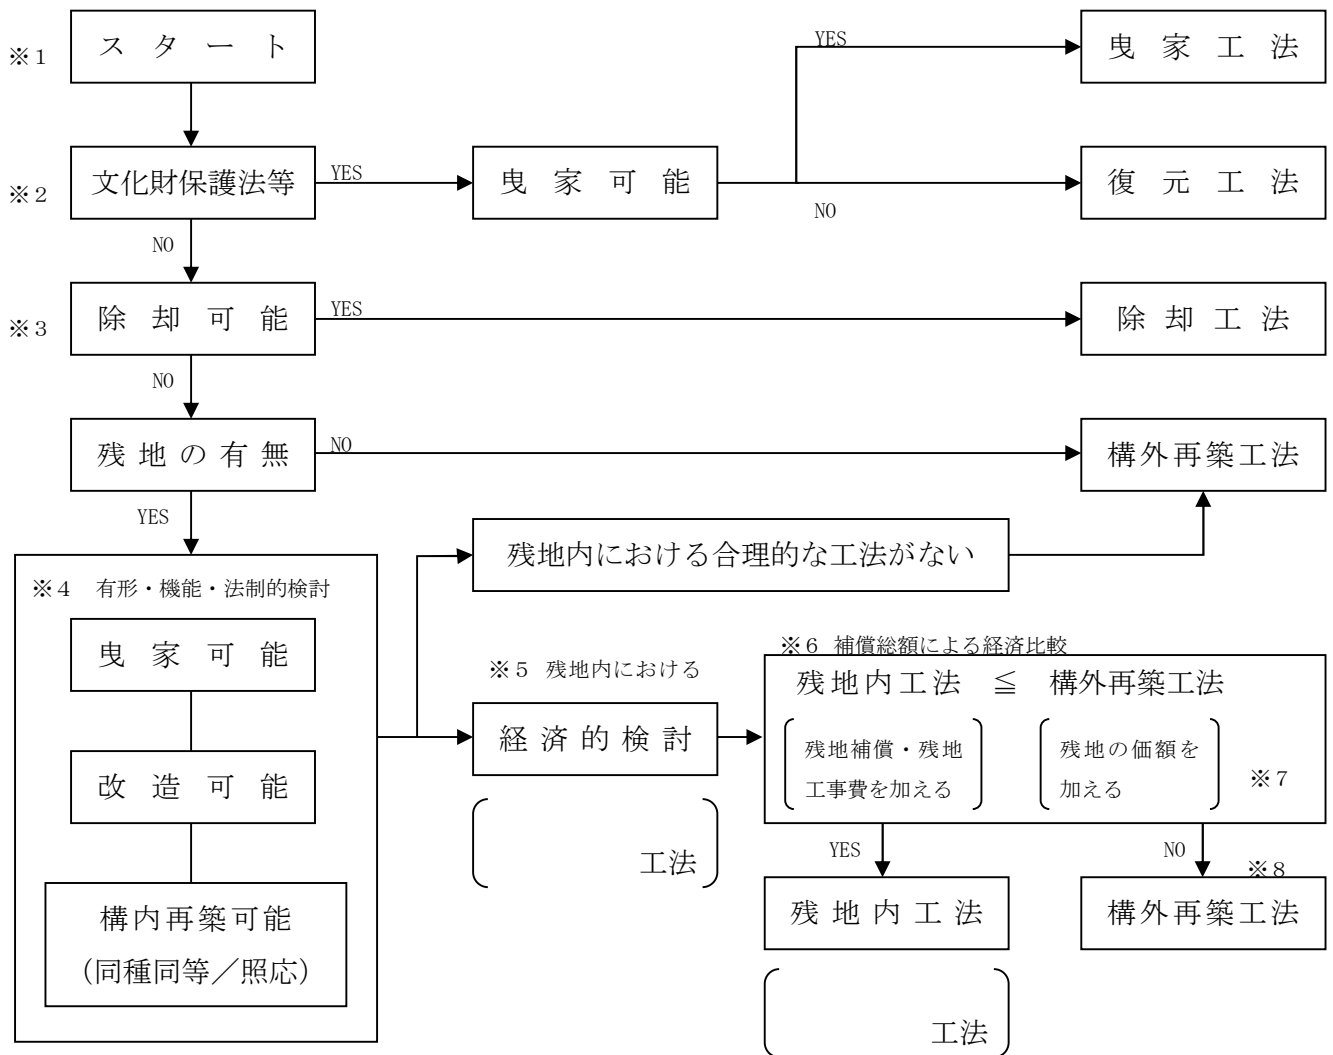 ※1
スタート
YES
曳家工法
※2
文化財保護法等
YES
曳家可能
NO
復元工法
NO
※3
除却可能
YES
除却工法
NO
残地の有無
NO
構外再築工法
YES
※4 有形・機能・法制的検討
曳家可能
改造可能
構内再築可能
(同種同等/照応)
残地内における合理的な工法がない
※5 残地内における
経済的検討
工法
※6 補償総額による経済比較
残地内工法 ≦ 構外再築工法
残地補償・残地
工事費を加える
残地の価額を
加える
※7
YES
NO
※8
残地内工法
構外再築工法
工法